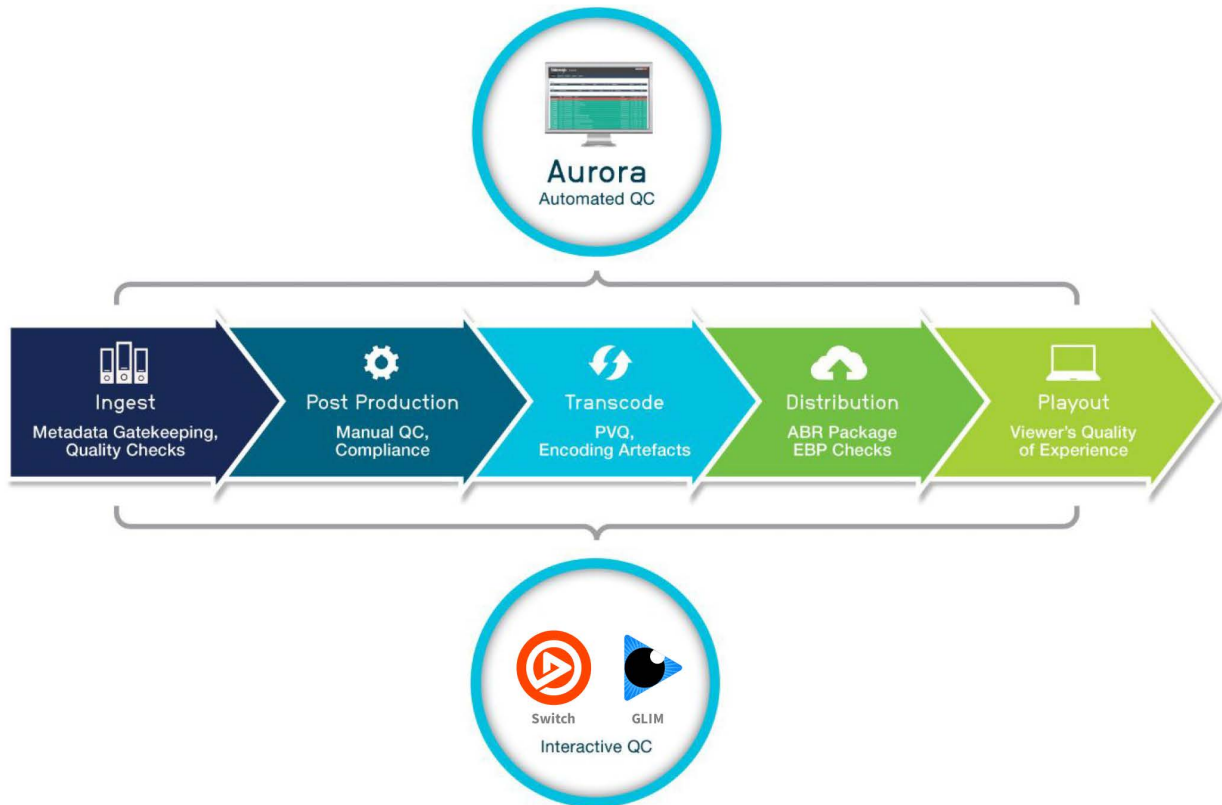 Aurora
Automated QC
Ingest
Metadata Gatekeeping,
Quality Checks
Post Production
Manual QC,
Compliance
Transcode
PVQ,
Encoding Artefacts
Distribution
ABR Package
EBP Checks
Playout
Viewer's Quality
of Experience
Switch
GLIM
Interactive QC